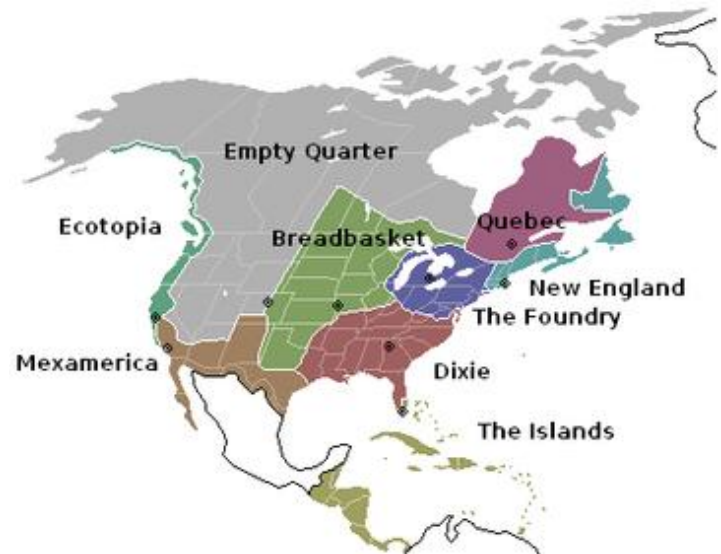 Empty Quarter
Ecotopia
Quebec
Breadbasket
New England
The Foundry
Mexamerica
Dixie
The Islands